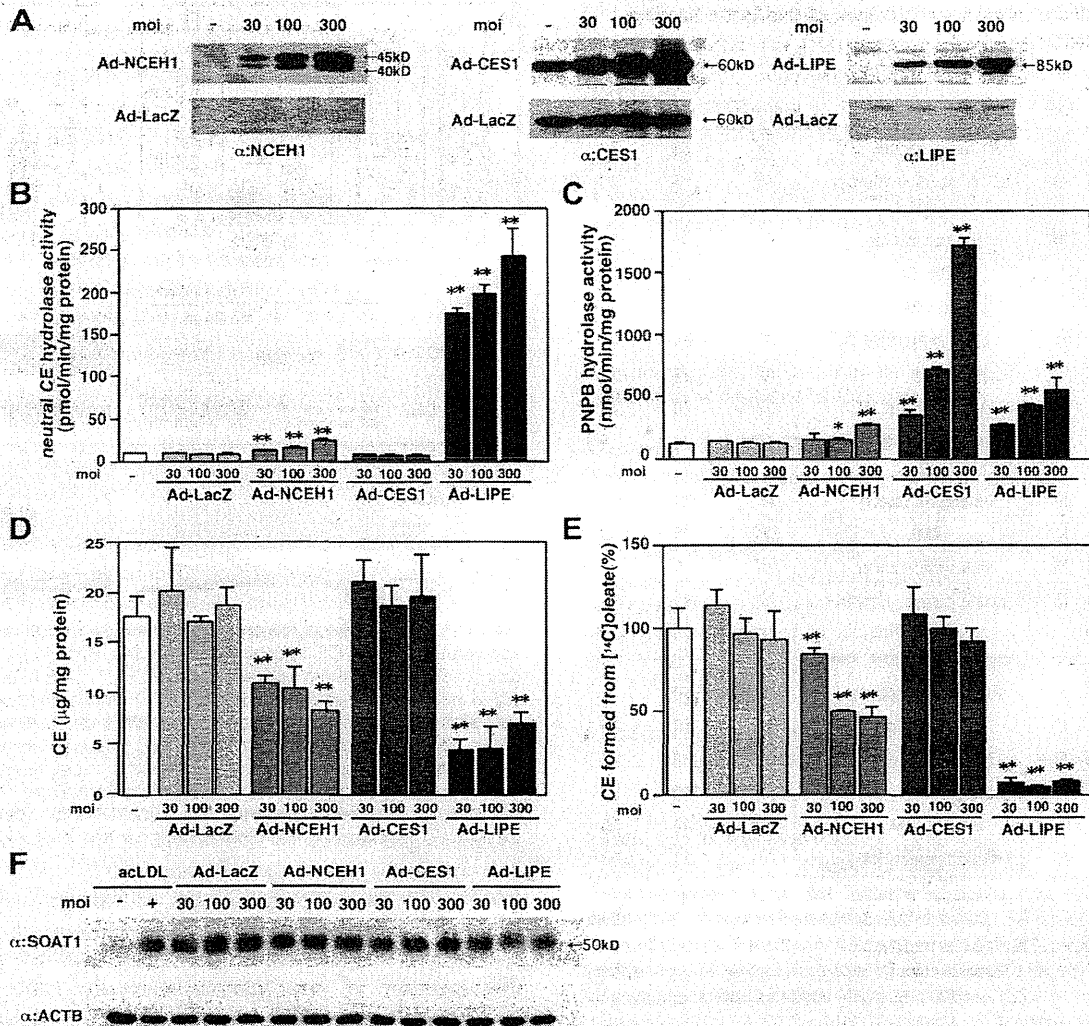 A
moi - 30 100 300
Ad-NCEH1 ←45kD
←40kD
Ad-LacZ
α:NCEH1
- 30 100 300
Ad-CES1 ←60kD
Ad-LacZ ←60kD
α:CES1
moi - 30 100 300
Ad-LIPE ←85kD
Ad-LacZ
α:LIPE
B
neutral CE hydrolase activity
(pmol/min/mg protein)
300
250
200
150
100
50
0
** ** ** ** ** **
moi - 30 100 300 30 100 300 30 100 300 30 100 300
Ad-LacZ Ad-NCEH1 Ad-CES1 Ad-LIPE
C
PNPB hydrolase activity
(nmol/min/mg protein)
2000
1500
1000
500
0
* ** ** ** ** ** ** **
moi - 30 100 300 30 100 300 30 100 300 30 100 300
Ad-LacZ Ad-NCEH1 Ad-CES1 Ad-LIPE
D
CE (µg/mg protein)
25
20
15
10
5
0
** ** ** ** ** **
moi - 30 100 300 30 100 300 30 100 300 30 100 300
Ad-LacZ Ad-NCEH1 Ad-CES1 Ad-LIPE
E
CE formed from [¹⁴C]oleate(%)
150
100
50
0
** ** ** ** ** **
moi - 30 100 300 30 100 300 30 100 300 30 100 300
Ad-LacZ Ad-NCEH1 Ad-CES1 Ad-LIPE
F
acLDL Ad-LacZ Ad-NCEH1 Ad-CES1 Ad-LIPE
moi - + 30 100 300 30 100 300 30 100 300 30 100 300
α:SOAT1 ←50kD
α:ACTB